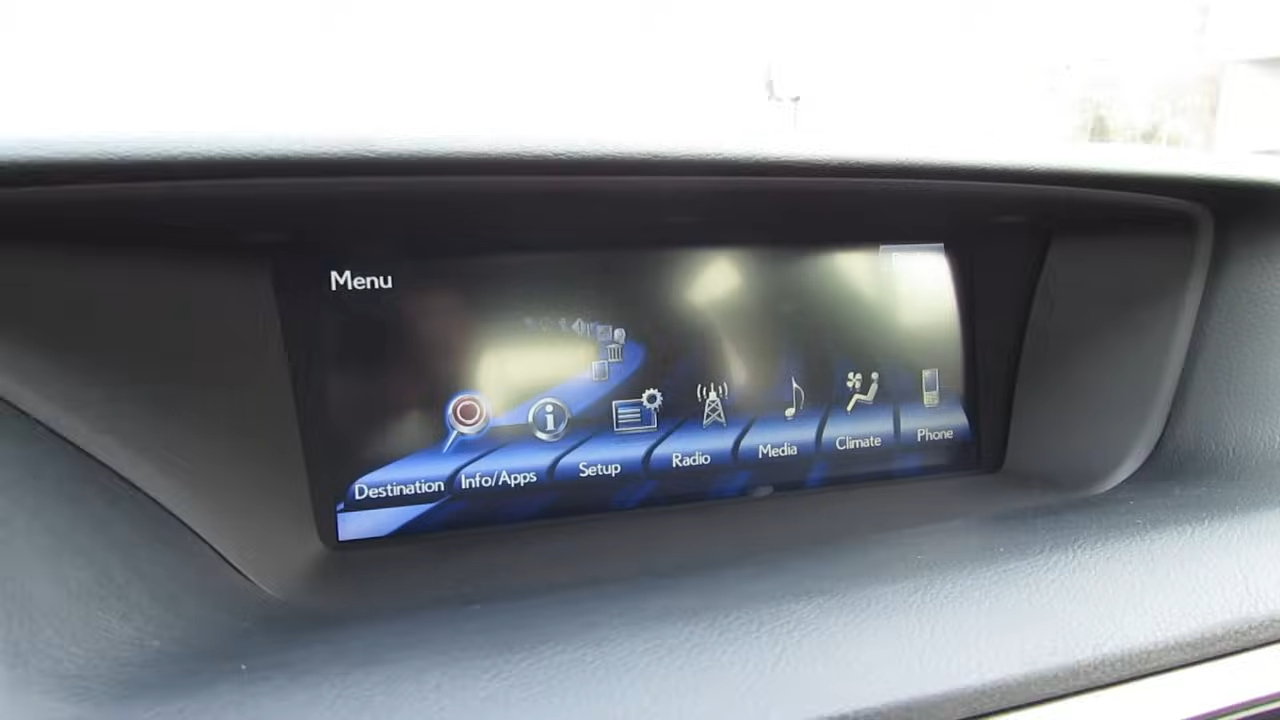 Menu
Destination
Info/Apps
Setup
Radio
Media
Climate
Phone